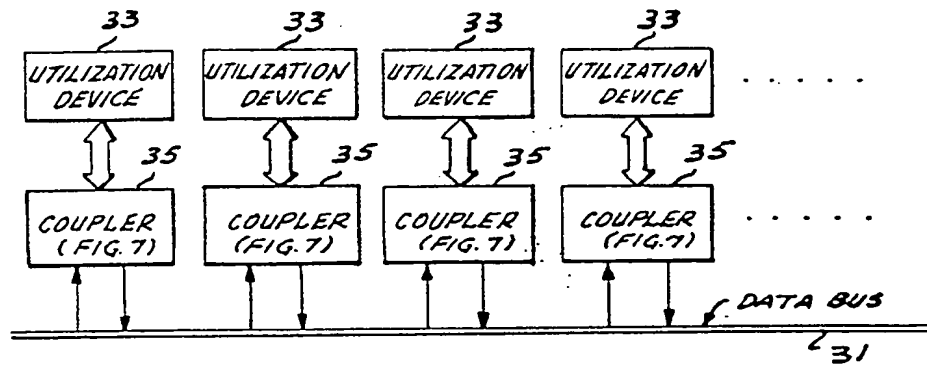 33 33 33 33
UTILIZATION DEVICE UTILIZATION DEVICE UTILIZATION DEVICE UTILIZATION DEVICE
35 35 35 35
COUPLER (FIG. 7) COUPLER (FIG. 7) COUPLER (FIG. 7) COUPLER (FIG. 7)
DATA BUS
31